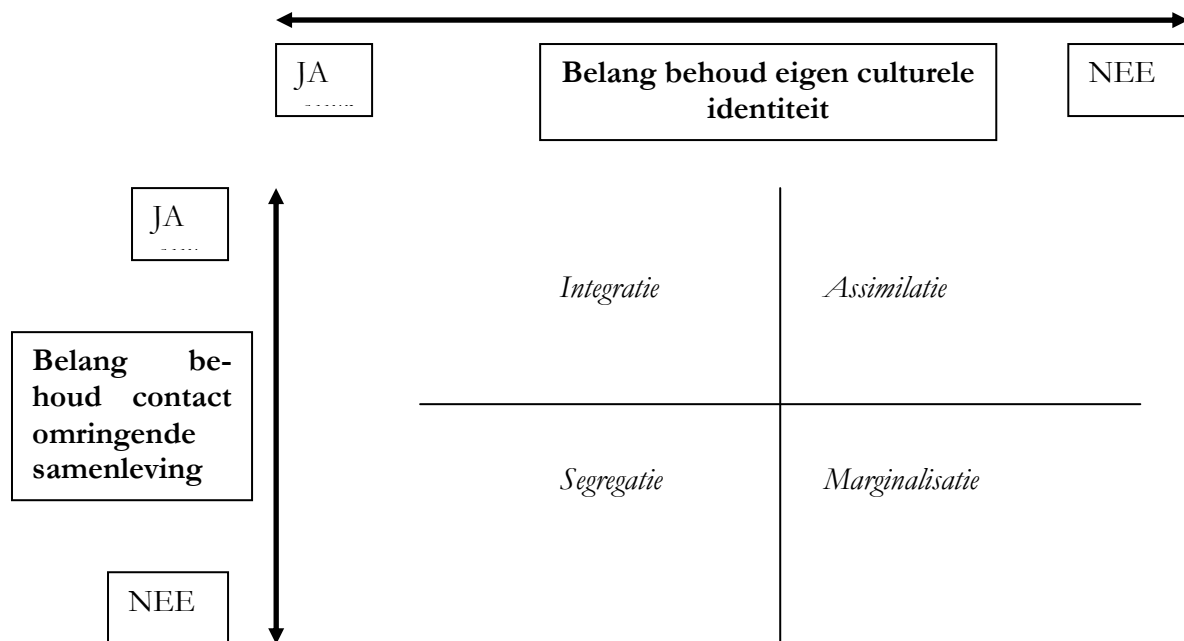 JA
Belang behoud eigen culturele
identiteit
NEE
JA
Integratie
Assimilatie
Belang be-
houd contact
omringende
samenleving
Segregatie
Marginalisatie
NEE